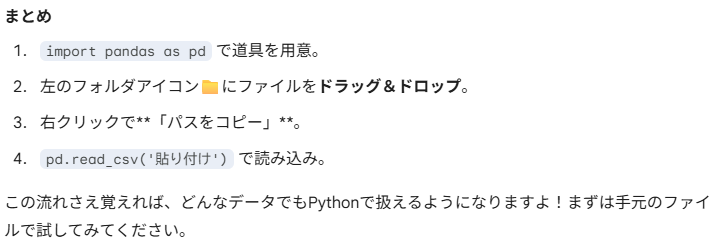 まとめ
1. import pandas as pd で道具を用意。
2. 左のフォルダアイコン📁にファイルをドラッグ＆ドロップ。
3. 右クリックで**「パスをコピー」**。
4. pd.read_csv('貼り付け') で読み込み。
この流れさえ覚えれば、どんなデータでもPythonで扱えるようになりますよ！まずは手元のファイ
ルで試してみてください。